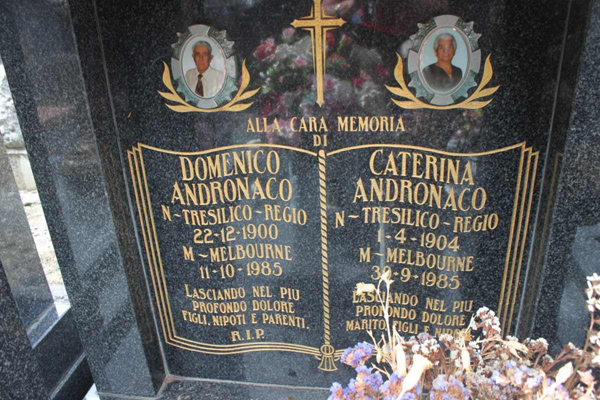 ALLA CARA MEMORIA
DI
DOMENICO
ANDRONACO
N~TRESILICO~REGIO
22-12-1900
M~MELBOURNE
11-10-1985
LASCIANDO NEL PIU
PROFONDO DOLORE
FIGLI, NIPOTI E PARENTI.
R.I.P.
CATERINA
ANDRONACO
N~TRESILICO~REGIO
1-4-1904
M~MELBOURNE
30-9-1985
LASCIANDO NEL PIU
PROFONDO DOLORE
MARITO, FIGLI E NIPOTI